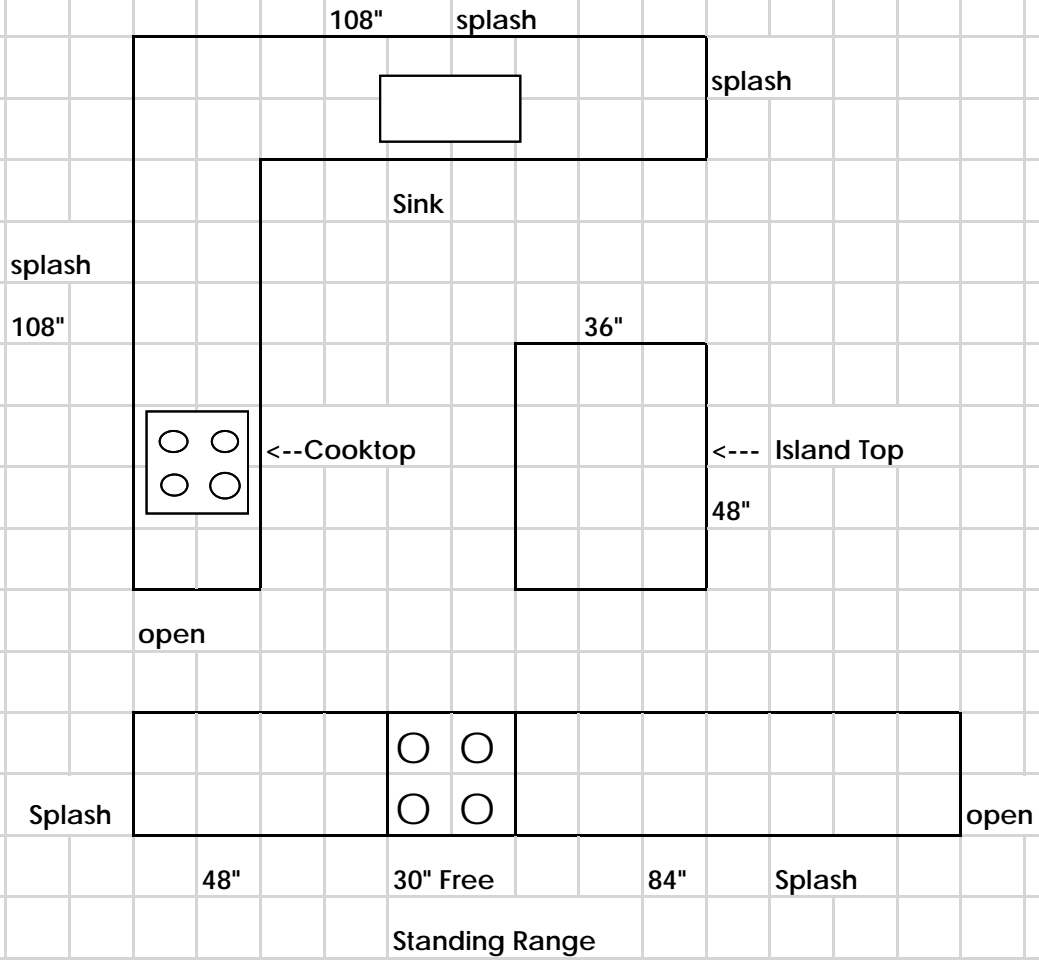 108" splash
splash
Sink
splash
108"
36"
<--Cooktop
<--- Island Top
48"
open
Splash
open
48"
30" Free
84"
Splash
Standing Range